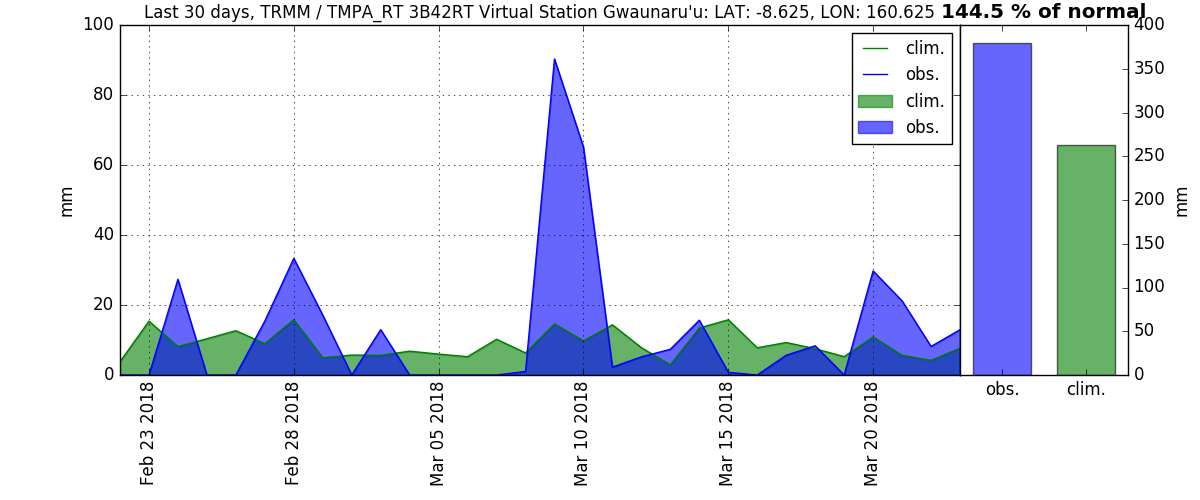 Last 30 days, TRMM / TMPA_RT 3B42RT Virtual Station Gwaunaru'u: LAT: -8.625, LON: 160.625 144.5 % of normal
100
80
60
40
20
0
mm
clim.
obs.
clim.
obs.
Feb 23 2018
Feb 28 2018
Mar 05 2018
Mar 10 2018
Mar 15 2018
Mar 20 2018
400
350
300
250
200
150
100
50
0
mm
obs.
clim.